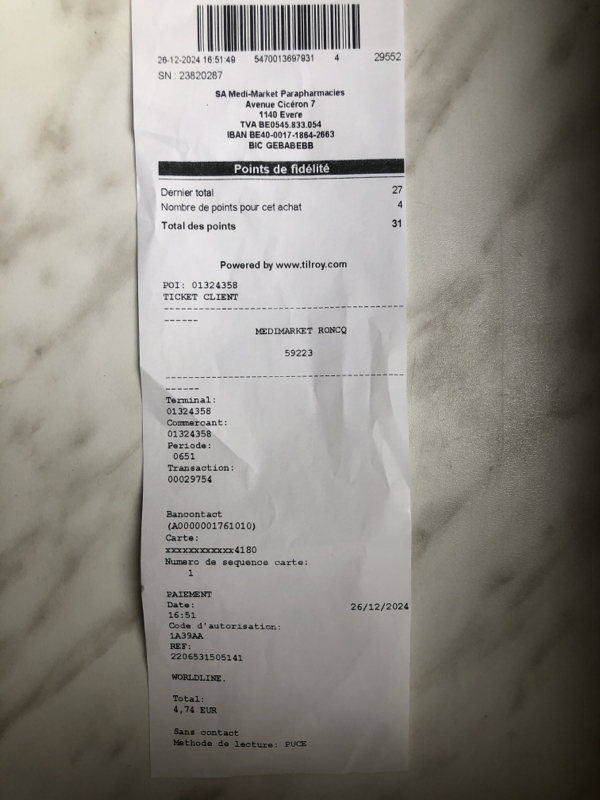 26-12-2024 16:51:49 5470013697931 4 29552
SN : 23820287
SA Medi-Market Parapharmacies
Avenue Cicéron 7
1140 Evere
TVA BE0545.833.054
IBAN BE40-0017-1864-2663
BIC GEBABEBB
Points de fidélité
Dernier total 27
Nombre de points pour cet achat 4
Total des points 31
Powered by www.tilroy.com
POI: 01324358
TICKET CLIENT
--------------------------------------------
------
MEDIMARKET RONCQ
59223
--------------------------------------------
------
Terminal:
01324358
Commercant:
01324358
Periode:
0651
Transaction:
00029754
Bancontact
(A0000001761010)
Carte:
xxxxxxxxxxxx4180
Numero de sequence carte:
1
PAIEMENT
Date: 26/12/2024
16:51
Code d'autorisation:
1A39AA
REF:
2206531505141
WORLDLINE.
Total:
4,74 EUR
Sans contact
Methode de lecture: PUCE